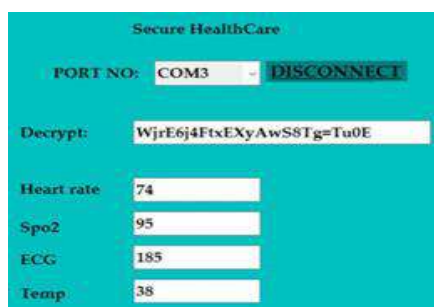 Secure HealthCare
PORT NO: COM3 DISCONNECT
Decrypt: WjrE6j4FtxEXyAwS8Tg=Tu0E
Heart rate 74
Spo2 95
ECG 185
Temp 38